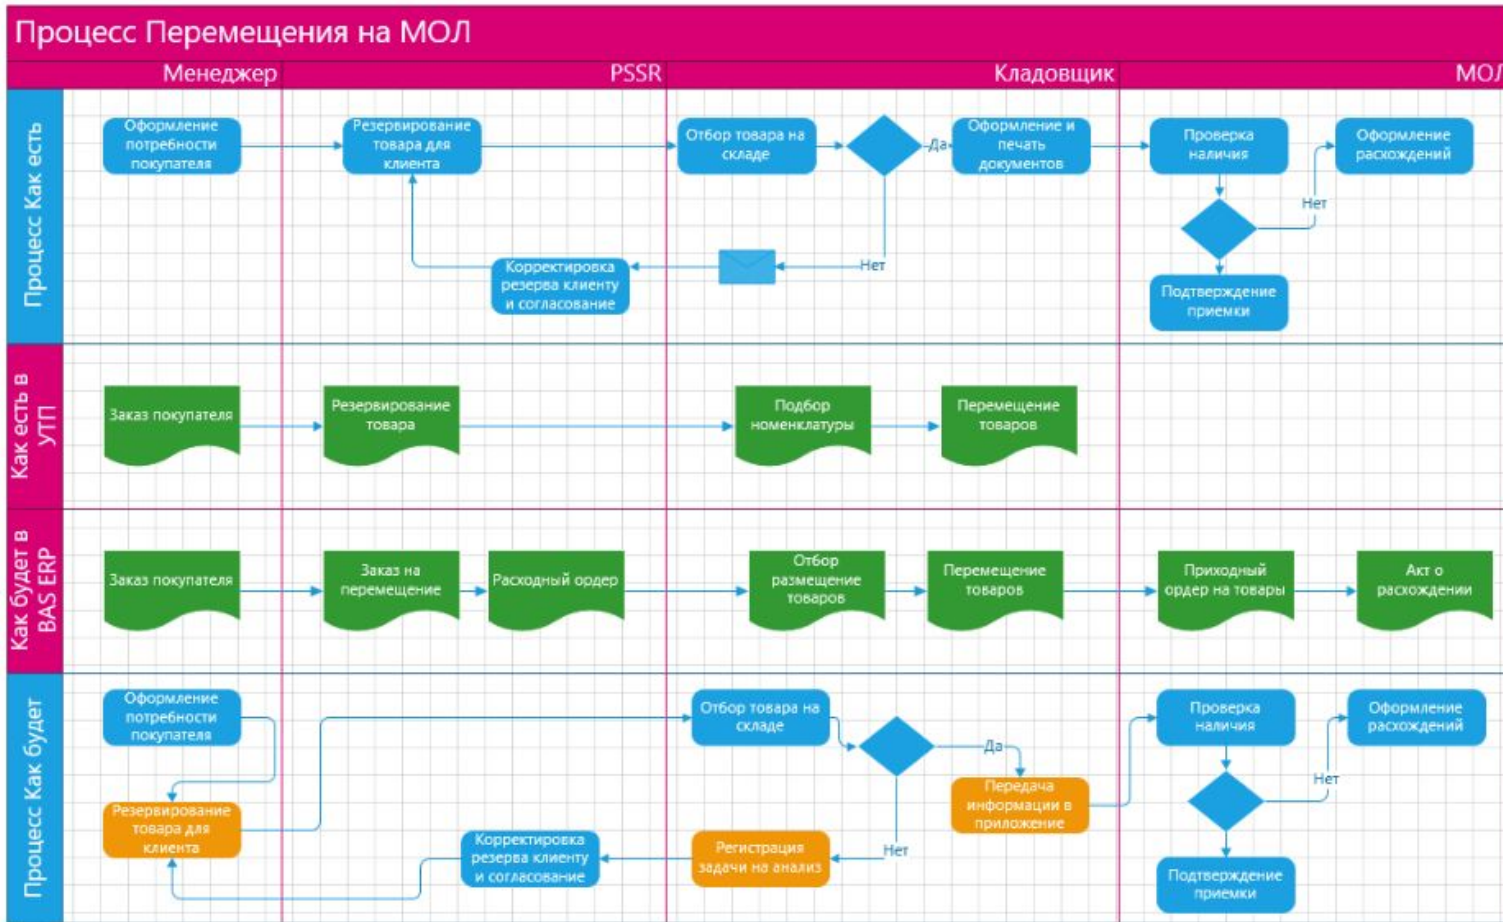 Процесс Перемещения на МОЛ
Менеджер
PSSR
Кладовщик
МОЛ
Процесс Как есть
Оформление
потребности
покупателя
Резервирование
товара для
клиента
Отбор товара на
складе
Да
Оформление и
печать
документов
Проверка
наличия
Оформление
расхождений
Нет
Нет
Корректировка
резерва клиенту
и согласование
Подтверждение
приемки
Как есть в
УТП
Заказ покупателя
Резервирование
товара
Подбор
номенклатуры
Перемещение
товаров
Как будет в
BAS ERP
Заказ покупателя
Заказ на
перемещение
Расходный ордер
Отбор
размещение
товаров
Перемещение
товаров
Приходный
ордер на товары
Акт о
расхождении
Процесс Как будет
Оформление
потребности
покупателя
Отбор товара на
складе
Да
Проверка
наличия
Оформление
расхождений
Нет
Резервирование
товара для
клиента
Передача
информации в
приложение
Корректировка
резерва клиенту
и согласование
Регистрация
задачи на анализ
Нет
Подтверждение
приемки